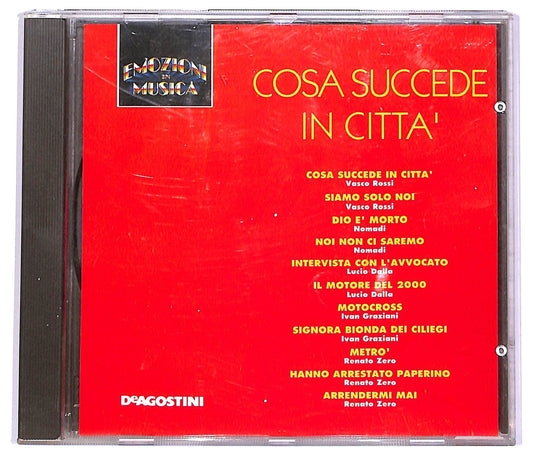 EMOZIONI
IN
MUSICA
COSA SUCCEDE
IN CITTA'
COSA SUCCEDE IN CITTA'
Vasco Rossi
SIAMO SOLO NOI
Vasco Rossi
DIO E' MORTO
Nomadi
NOI NON CI SAREMO
Nomadi
INTERVISTA CON L'AVVOCATO
Lucio Dalla
IL MOTORE DEL 2000
Lucio Dalla
MOTOCROSS
Ivan Graziani
SIGNORA BIONDA DEI CILIEGI
Ivan Graziani
METRO'
Renato Zero
HANNO ARRESTATO PAPERINO
Renato Zero
ARRENDERMI MAI
Renato Zero
DeAGOSTINI